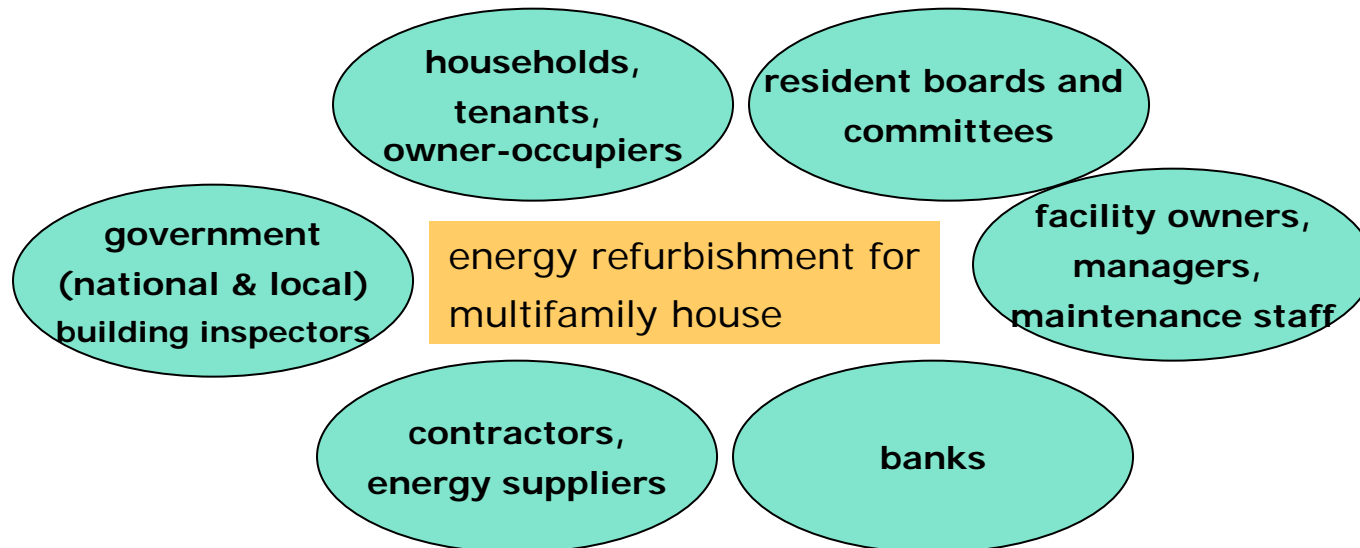 households,
tenants,
owner-occupiers
resident boards and
committees
government
(national & local)
building inspectors
energy refurbishment for
multifamily house
facility owners,
managers,
maintenance staff
contractors,
energy suppliers
banks